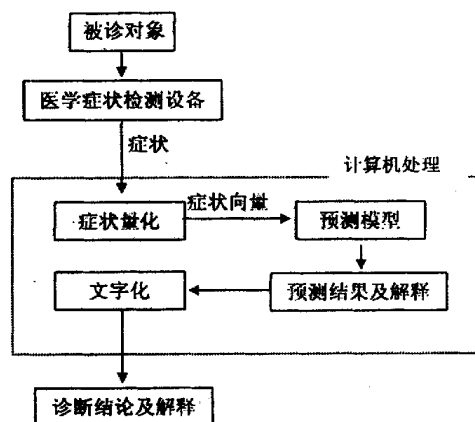 被诊对象
医学症状检测设备
症状
计算机处理
症状量化
症状向量
预测模型
文字化
预测结果及解释
诊断结论及解释